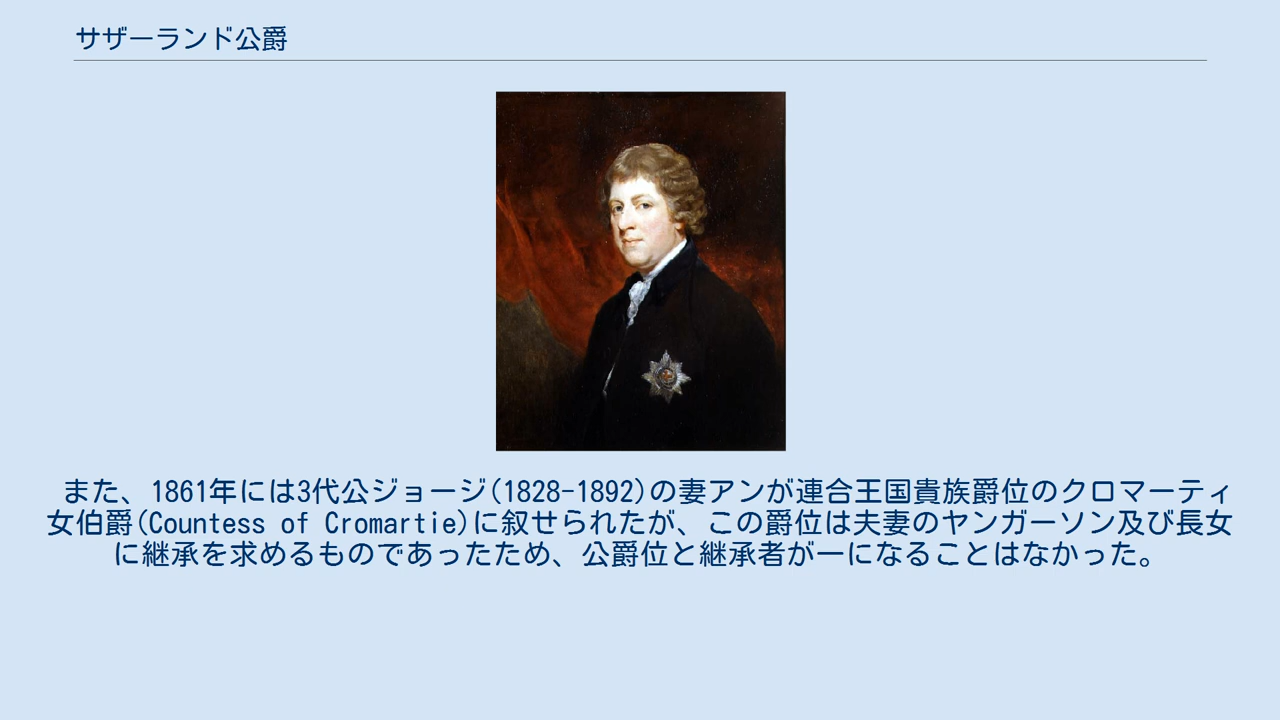 サザーランド公爵
また、1861年には3代公ジョージ(1828-1892)の妻アンが連合王国貴族爵位のクロマーティ
女伯爵(Countess of Cromartie)に叙せられたが、この爵位は夫妻のヤンガーソン及び長女
に継承を求めるものであったため、公爵位と継承者が一になることはなかった。